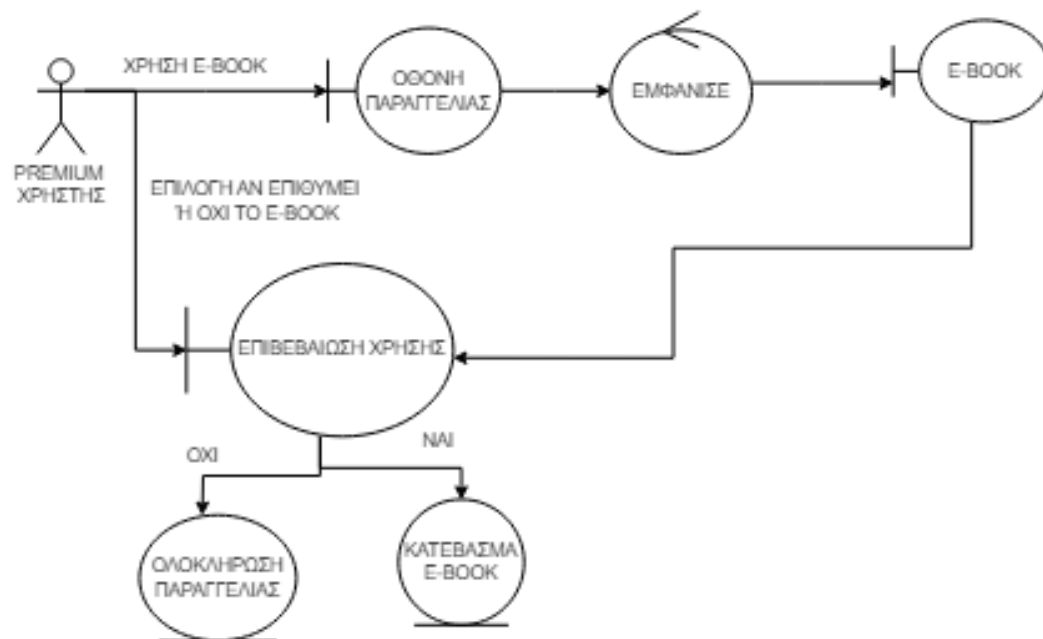 ΧΡΗΣΗ E-BOOK
ΟΘΟΝΗ
ΠΑΡΑΓΓΕΛΙΑΣ
ΕΜΦΑΝΙΣΕ
E-BOOK
PREMIUM
ΧΡΗΣΤΗΣ
ΕΠΙΛΟΓΗ ΑΝ ΕΠΙΘΥΜΕΙ
Ή ΟΧΙ ΤΟ E-BOOK
ΕΠΙΒΕΒΑΙΩΣΗ ΧΡΗΣΗΣ
ΟΧΙ
ΝΑΙ
ΟΛΟΚΛΗΡΩΣΗ
ΠΑΡΑΓΓΕΛΙΑΣ
ΚΑΤΕΒΑΣΜΑ
E-BOOK